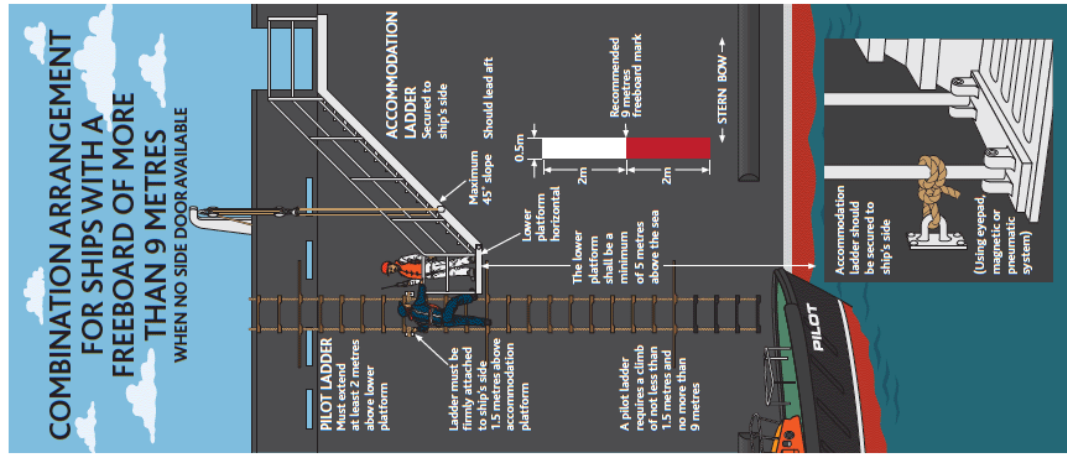 COMBINATION ARRANGEMENT
FOR SHIPS WITH A
FREEBOARD OF MORE
THAN 9 METRES
WHEN NO SIDE DOOR AVAILABLE
PILOT LADDER
Must extend
at least 2 metres
above lower
platform
Ladder must be
firmly attached
to ship's side
1.5 metres above
accommodation
platform
A pilot ladder
requires a climb
of not less than
1.5 metres and
no more than
9 metres
ACCOMMODATION
LADDER
Secured to
ship's side
Should lead aft
Maximum
45° slope
Lower
platform
horizontal
The lower
platform
shall be a
minimum
of 5 metres
above the sea
0.5m
2m
2m
Recommended
9 metres
freeboard mark
STERN BOW
PILOT
Accommodation
ladder should
be secured to
ship's side
(Using eyepad,
magnetic or
pneumatic
system)